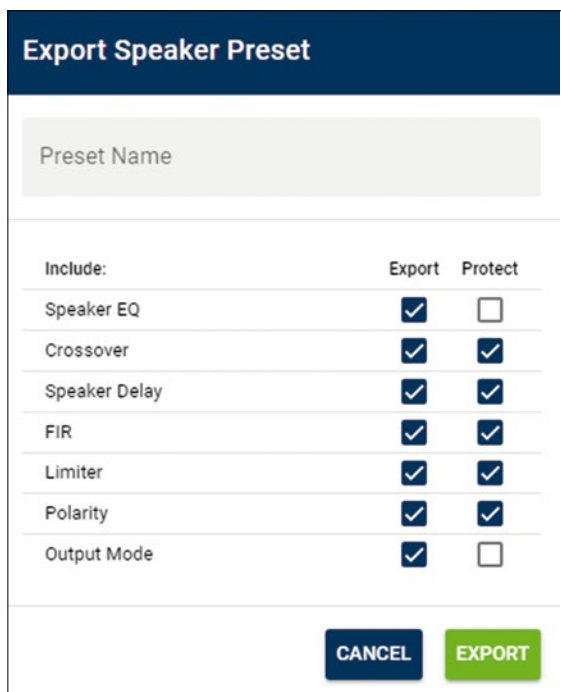 Export Speaker Preset
Preset Name
Include: Export Protect
Speaker EQ
Crossover
Speaker Delay
FIR
Limiter
Polarity
Output Mode
CANCEL EXPORT